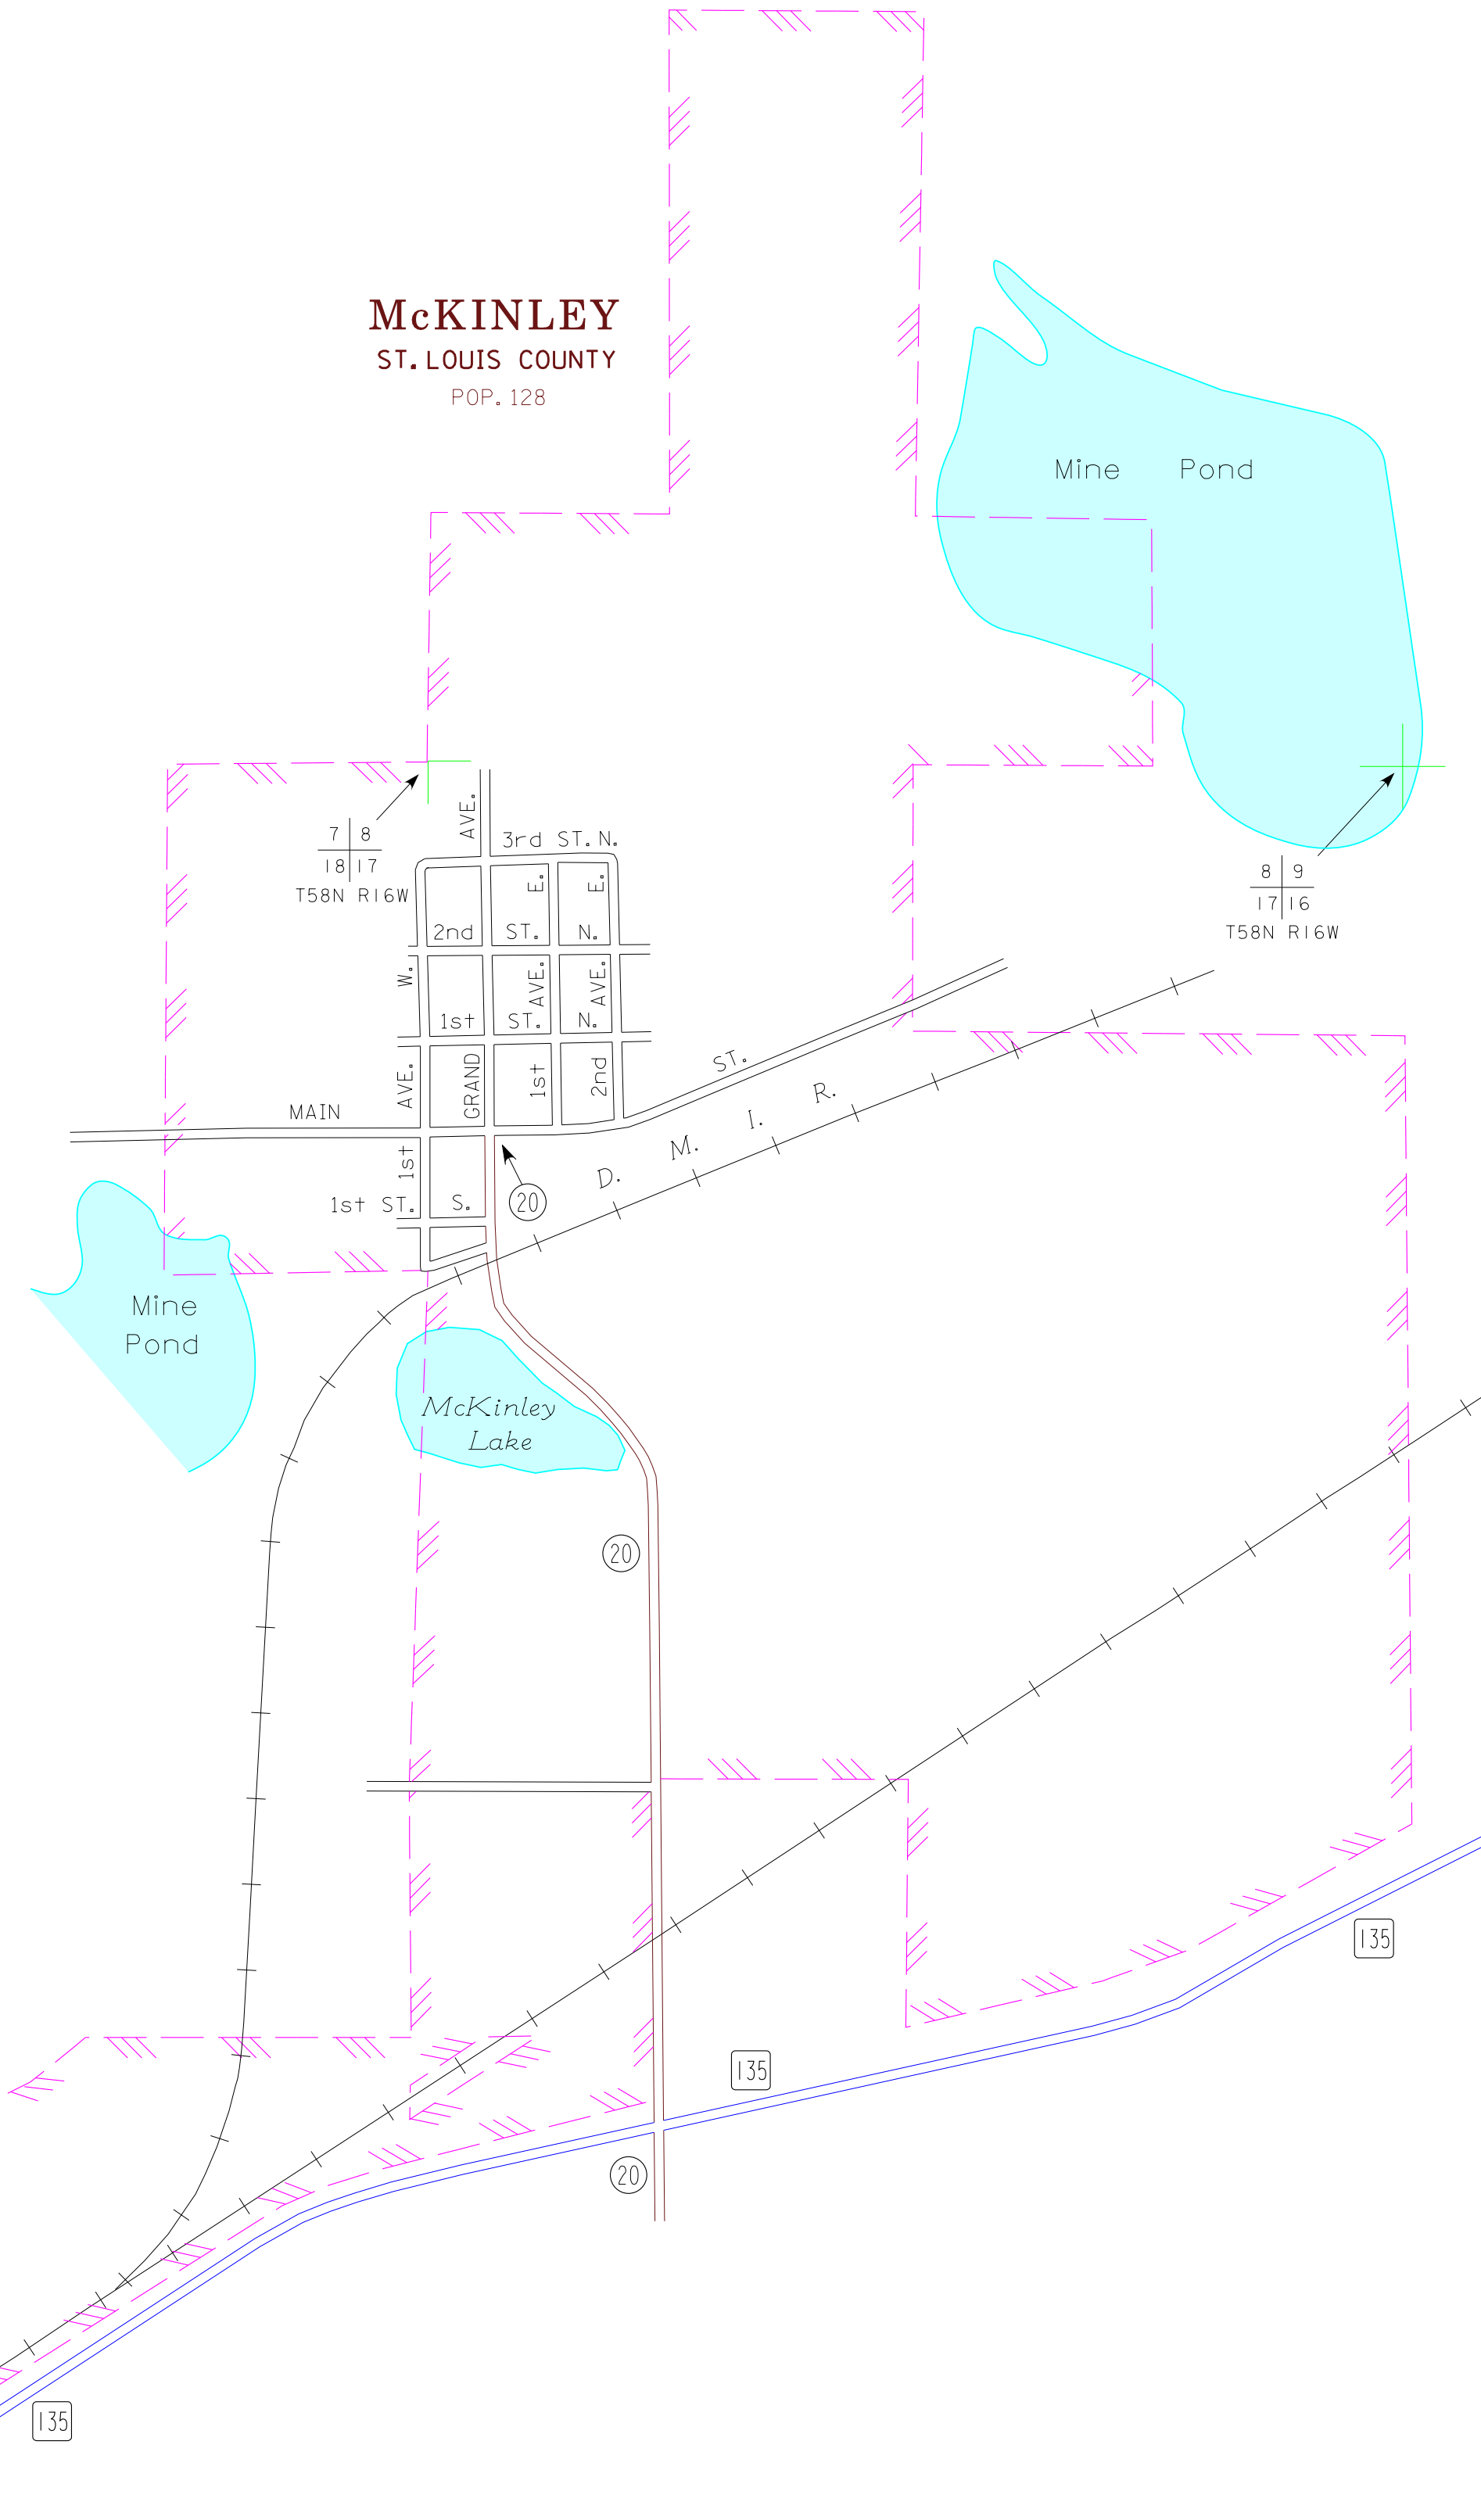 McKINLEY
ST. LOUIS COUNTY
POP. 128
Mine Pond
7 8
18 17
T58N R16W
8 9
17 16
T58N R16W
AVE.
3rd ST. N.
E.
E.
2nd ST. N.
W.
AVE.
AVE.
1st ST. N.
AVE.
GRAND
1st
2nd
ST.
MAIN
D. M. I. R.
1st
1st ST. S.
20
Mine
Pond
McKinley
Lake
20
135
135
20
135